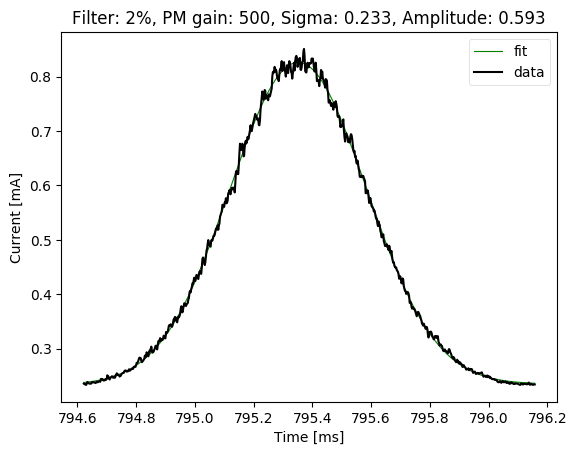 Filter: 2%, PM gain: 500, Sigma: 0.233, Amplitude: 0.593
fit
data
0.8
0.7
0.6
0.5
0.4
0.3
Current [mA]
794.6 794.8 795.0 795.2 795.4 795.6 795.8 796.0 796.2
Time [ms]